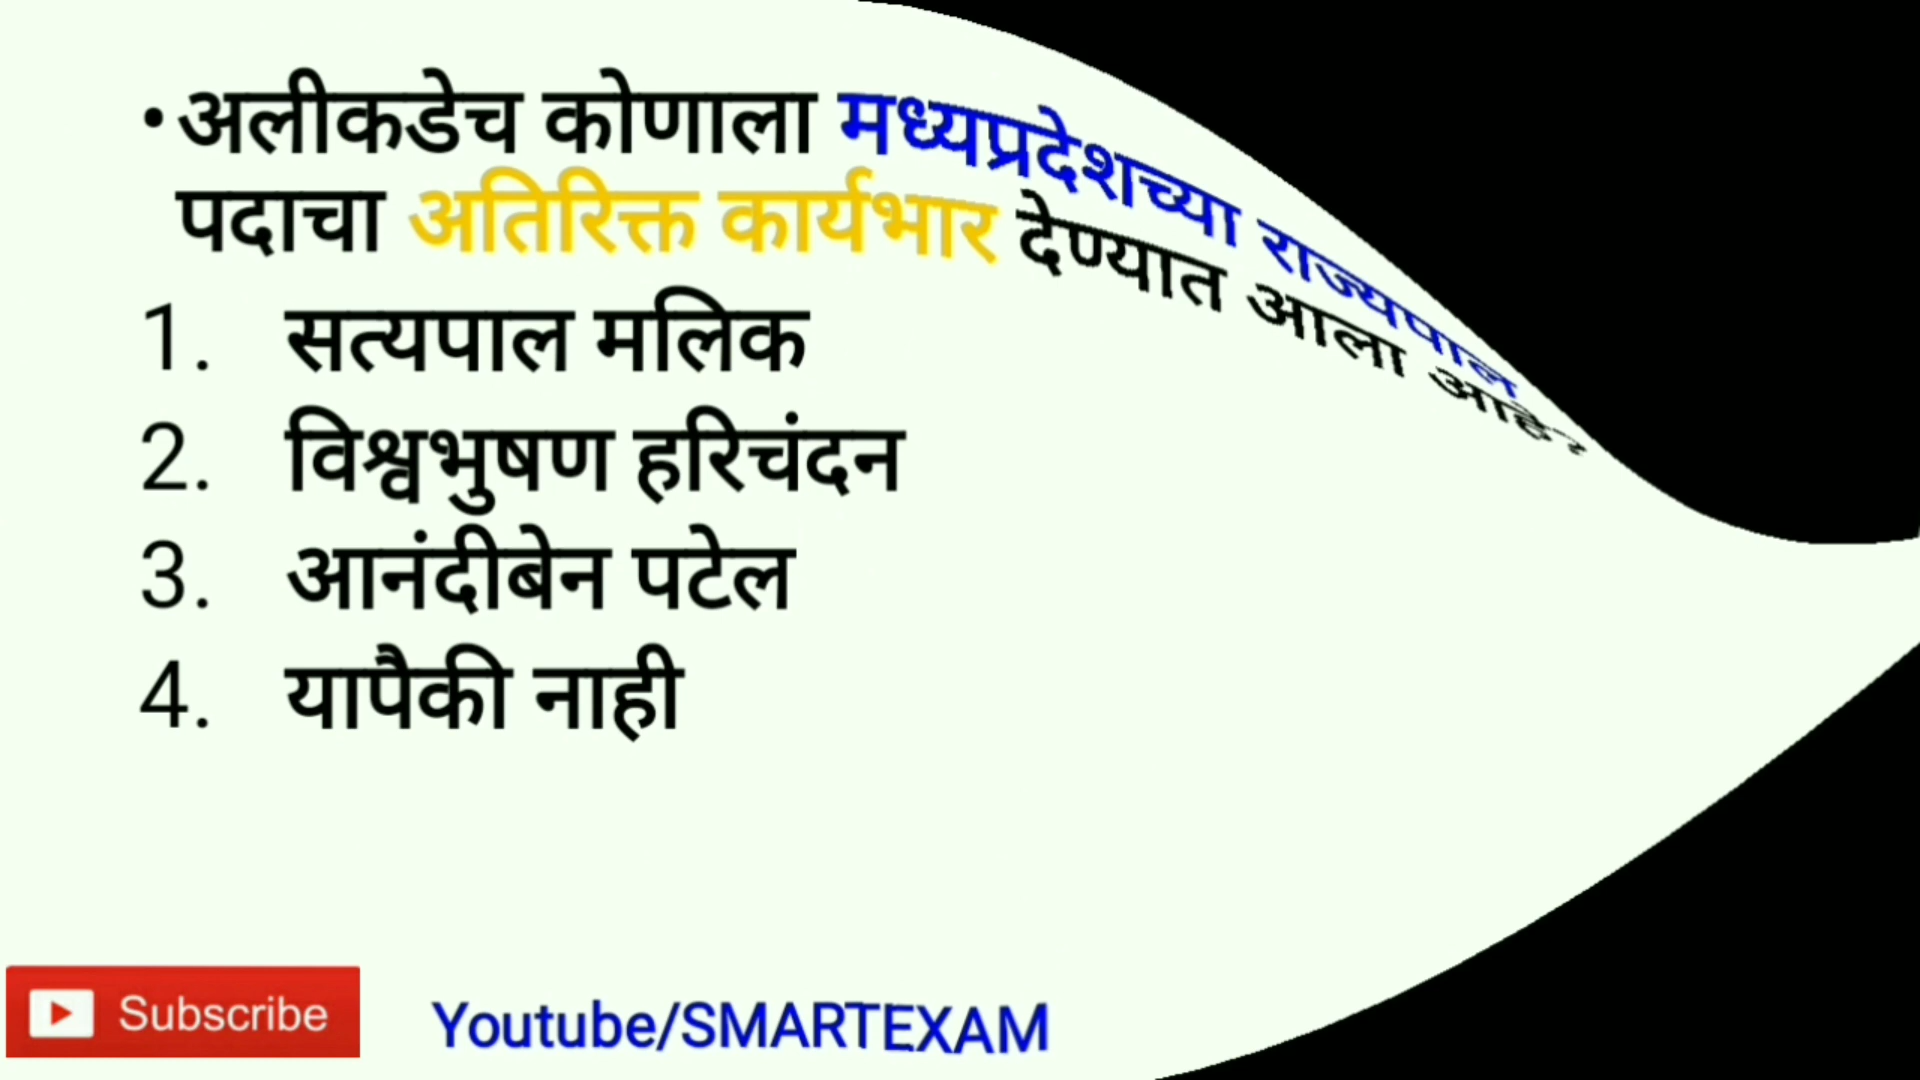 • अलीकडेच कोणाला मध्यप्रदेशच्या राज्यपाल
पदाचा अतिरिक्त कार्यभार देण्यात आला आहे?
1. सत्यपाल मलिक
2. विश्वभुषण हरिचंदन
3. आनंदीबेन पटेल
4. यापैकी नाही
Subscribe
Youtube/SMARTEXAM